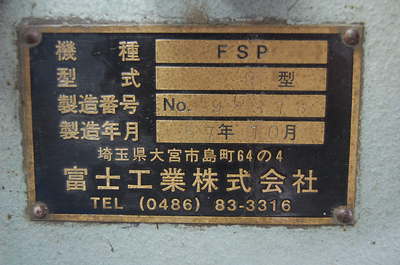 機種 FSP
型式 型
製造番号 No.
製造年月 57年 10月
埼玉県大宮市島町64の4
富士工業株式会社
TEL (0486) 83-3316